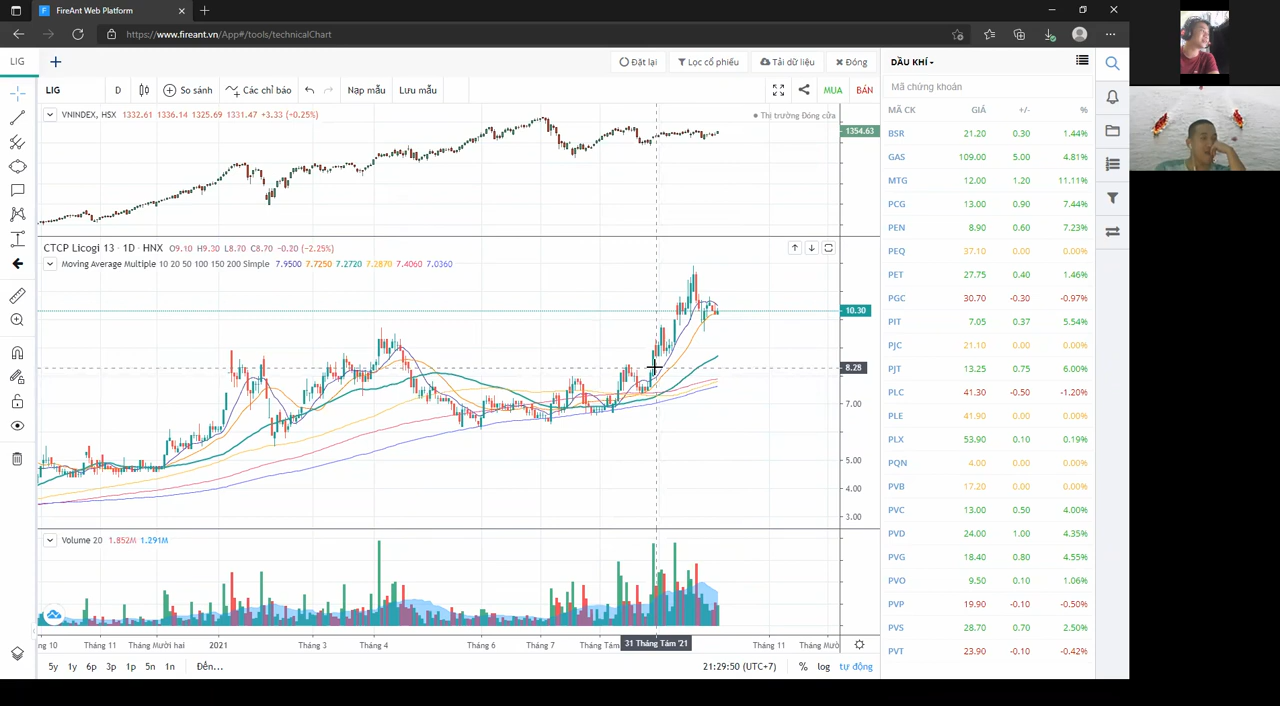 FireAnt Web Platform
https://www.fireant.vn/App#/tools/technicalChart
LIG
Đặt lại
Lọc cổ phiếu
Tải dữ liệu
Đóng
LIG
D
So sánh
Các chỉ báo
Nạp mẫu
Lưu mẫu
MUA
BÁN
VNINDEX, HSX 1332.61 1336.14 1325.69 1331.47 +3.33 (-0.25%)
Thị trường Đóng cửa
1354.63
CTCP Licogi 13 · 1D · HNX O9.10 H9.30 L8.70 C8.70 -0.20 (-2.25%)
Moving Average Multiple 10 20 50 100 150 200 Simple 7.9500 7.7250 7.2720 7.2870 7.4060 7.0360
10.30
8.28
7.00
5.00
4.00
3.00
Volume 20 1.852M 1.291M
ng 10
Tháng 11
Tháng Mười hai
2021
Tháng 3
Tháng 4
Tháng 6
Tháng 7
Tháng Tám
31 Tháng Tám '21
Tháng 11
Tháng Mườ
5y 1y 6p 3p 1p 5n 1n Đến...
21:29:50 (UTC+7)
% log tự động
DẦU KHÍ
Mã chứng khoán
MÃ CK GIÁ +/- %
BSR 21.20 0.30 1.44%
GAS 109.00 5.00 4.81%
MTG 12.00 1.20 11.11%
PCG 13.00 0.90 7.44%
PEN 8.90 0.60 7.23%
PEQ 37.10 0.00 0.00%
PET 27.75 0.40 1.46%
PGC 30.70 -0.30 -0.97%
PIT 7.05 0.37 5.54%
PJC 21.10 0.00 0.00%
PJT 13.25 0.75 6.00%
PLC 41.30 -0.50 -1.20%
PLE 41.90 0.00 0.00%
PLX 53.90 0.10 0.19%
PQN 4.00 0.00 0.00%
PVB 17.20 0.00 0.00%
PVC 13.00 0.50 4.00%
PVD 24.00 1.00 4.35%
PVG 18.40 0.80 4.55%
PVO 9.50 0.10 1.06%
PVP 19.90 -0.10 -0.50%
PVS 28.70 0.70 2.50%
PVT 23.90 -0.10 -0.42%